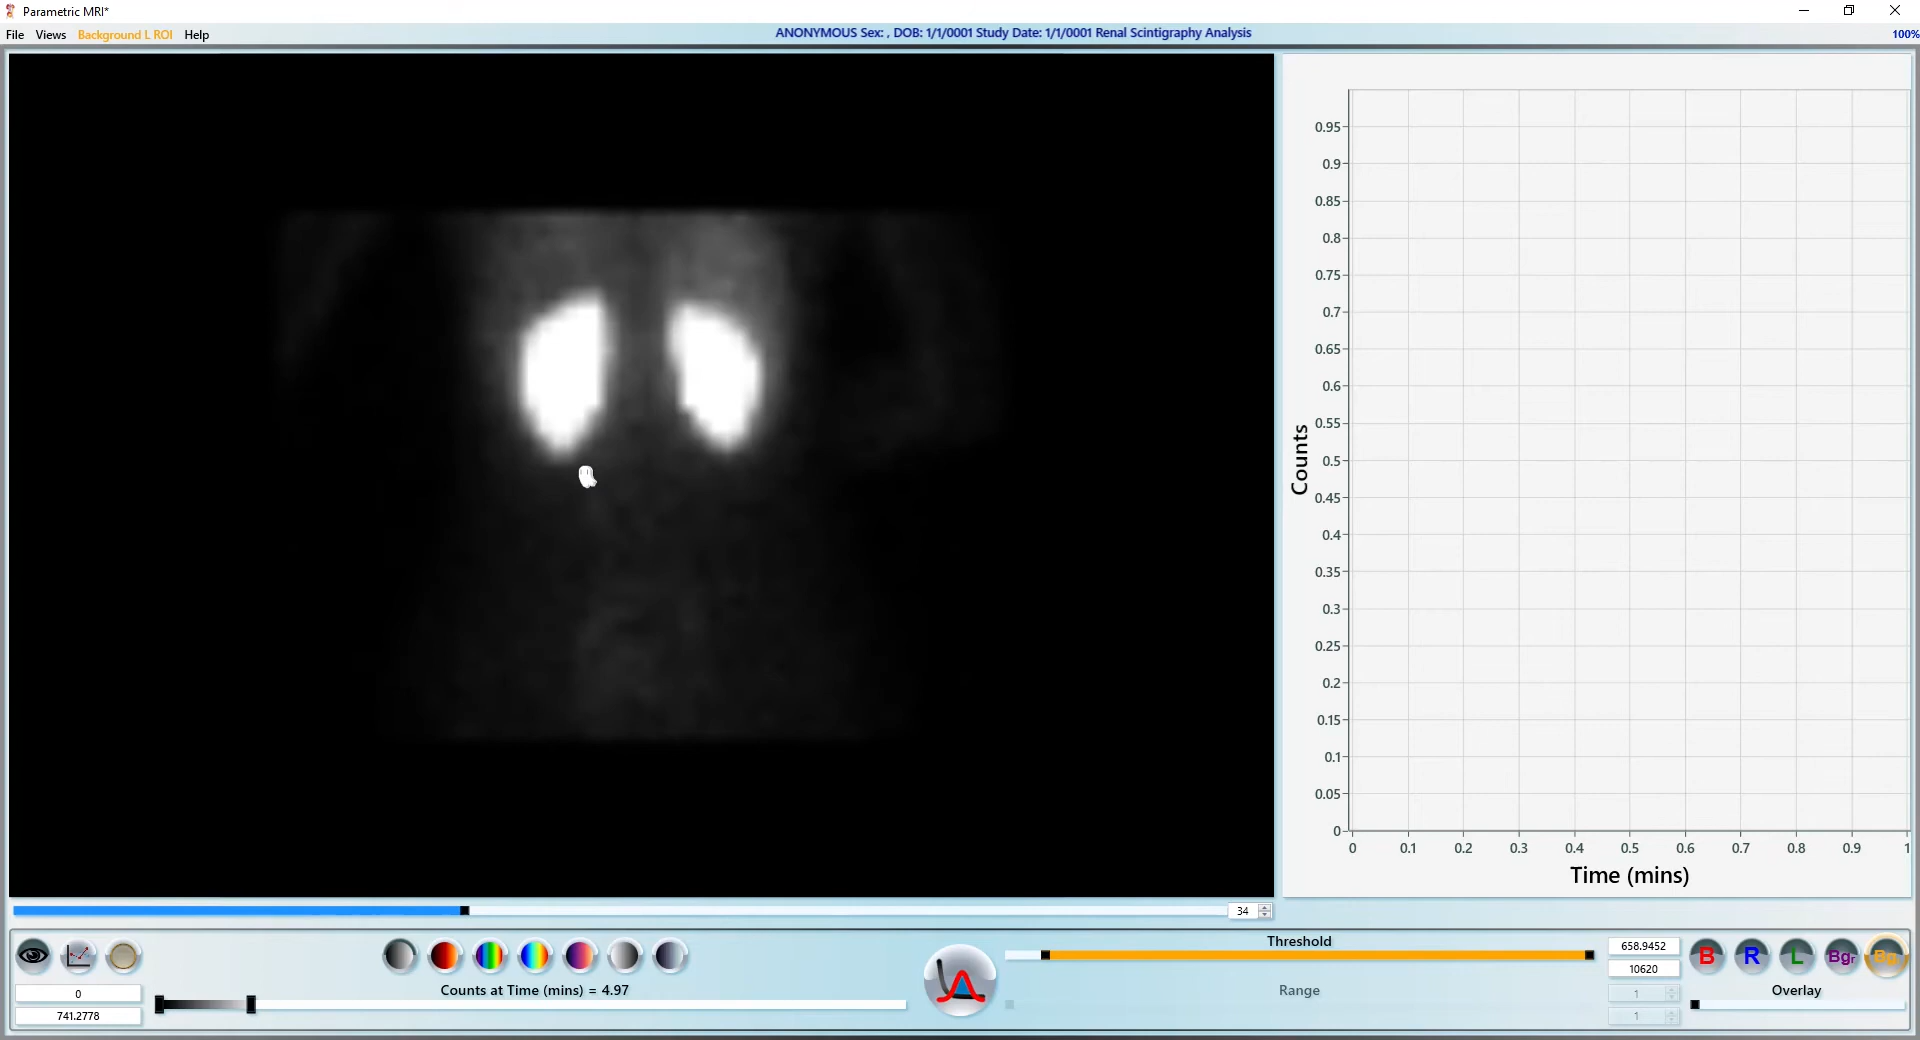 Parametric MRI*
File Views Background L ROI Help
ANONYMOUS Sex: , DOB: 1/1/0001 Study Date: 1/1/0001 Renal Scintigraphy Analysis
100%
0.95
0.9
0.85
0.8
0.75
0.7
0.65
0.6
0.55
0.5
0.45
0.4
0.35
0.3
0.25
0.2
0.15
0.1
0.05
0
Counts
0 0.1 0.2 0.3 0.4 0.5 0.6 0.7 0.8 0.9 1
Time (mins)
34
Threshold
658.9452
10620
B R L Bgr
Counts at Time (mins) = 4.97
Range
Overlay
0
741.2778
1
1